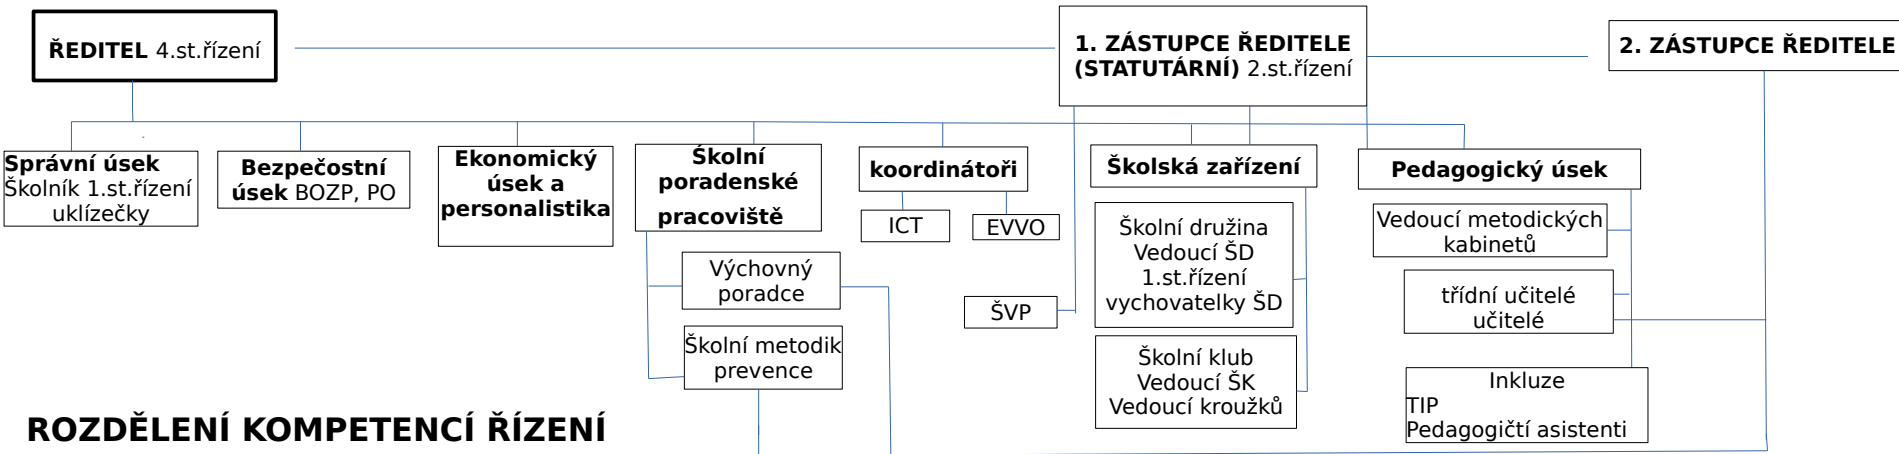 ŘEDITEL 4.st.řízení
1. ZÁSTUPCE ŘEDITELE
(STATUTÁRNÍ) 2.st.řízení
2. ZÁSTUPCE ŘEDITELE
Správní úsek
Školník 1.st.řízení
uklízečky
Bezpečostní
úsek BOZP, PO
Ekonomický
úsek a
personalistika
Śkolní
poradenské
pracoviště
koordinátoři
Školská zařízení
Pedagogický úsek
ICT
EVVO
ŠVP
Výchovný
poradce
Školní metodik
prevence
Školní družina
Vedoucí ŠD
1.st.řízení
vychovatelky ŠD
Školní klub
Vedoucí ŠK
Vedoucí kroužků
Vedoucí metodických
kabinetů
třídní učitelé
učitelé
Inkluze
TIP
Pedagogičtí asistenti
ROZDĚLENÍ KOMPETENCÍ ŘÍZENÍ